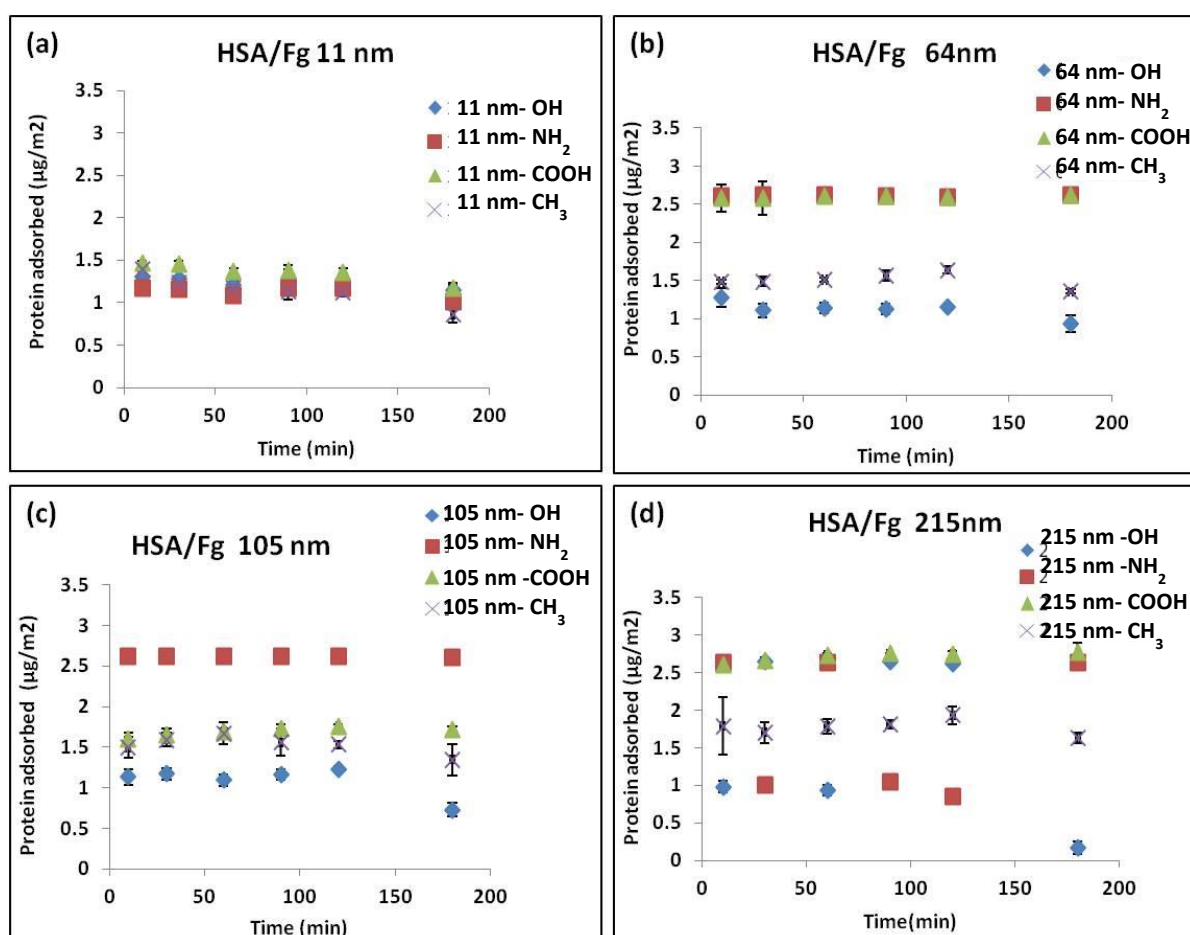 (a)
HSA/Fg 11 nm
11 nm- OH
11 nm- NH₂
11 nm- COOH
11 nm- CH₃
Protein adsorbed (µg/m2)
3.5
3
2.5
2
1.5
1
0.5
0
0 50 100 150 200
Time (min)
(b)
HSA/Fg 64nm
64 nm- OH
64 nm- NH₂
64 nm- COOH
64 nm- CH₃
Protein adsorbed (µg/m2)
3.5
3
2.5
2
1.5
1
0.5
0
0 50 100 150 200
Time (min)
(c)
HSA/Fg 105 nm
105 nm- OH
105 nm- NH₂
105 nm -COOH
105 nm- CH₃
Protein adsorbed (µg/m2)
3.5
3
2.5
2
1.5
1
0.5
0
0 50 100 150 200
Time (min)
(d)
HSA/Fg 215nm
215 nm -OH
215 nm -NH₂
215 nm- COOH
215 nm- CH₃
Protein adsorbed (µg/m2)
3.5
3
2.5
2
1.5
1
0.5
0
0 50 100 150 200
Time(min)